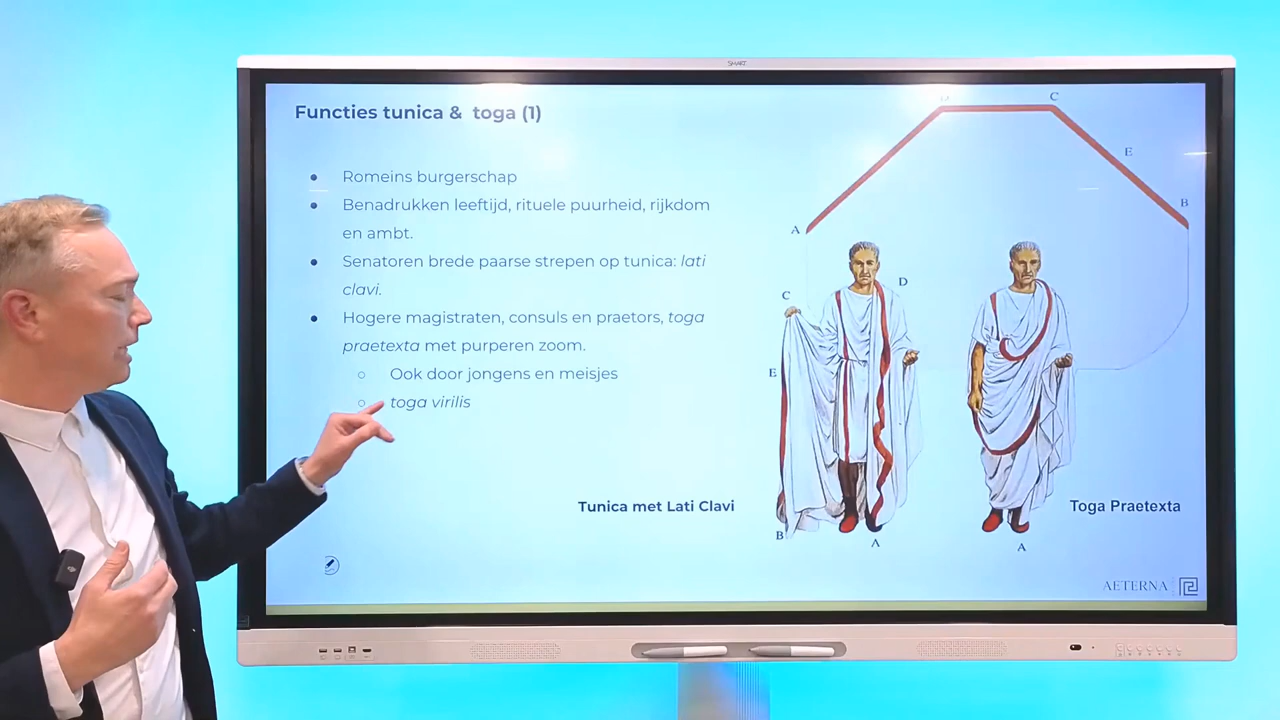 SMART
Functies tunica & toga (1)
Romeins burgerschap
Benadrukken leeftijd, rituele puurheid, rijkdom
en ambt.
Senatoren brede paarse strepen op tunica: lati
clavi.
Hogere magistraten, consuls en praetors, toga
praetexta met purperen zoom.
Ook door jongens en meisjes
toga virilis
C
E
B
A
D
C
E
B
A
A
Tunica met Lati Clavi
Toga Praetexta
AETERNA